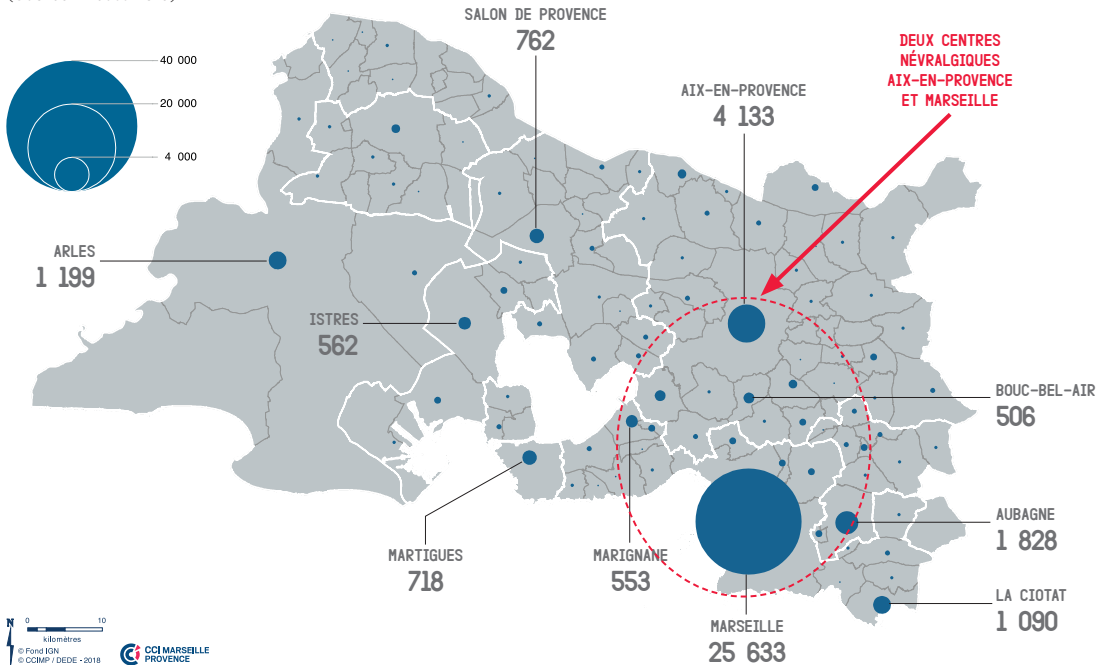 SALON DE PROVENCE
762
40 000
20 000
4 000
DEUX CENTRES
NÉVRALGIQUES
AIX-EN-PROVENCE
ET MARSEILLE
AIX-EN-PROVENCE
4 133
ARLES
1 199
ISTRES
562
BOUC-BEL-AIR
506
AUBAGNE
1 828
MARTIGUES
718
MARIGNANE
553
LA CIOTAT
1 090
MARSEILLE
25 633
N
0 10
kilomètres
© Fond IGN
© CCIMP / DEDE - 2018
CCI MARSEILLE
PROVENCE